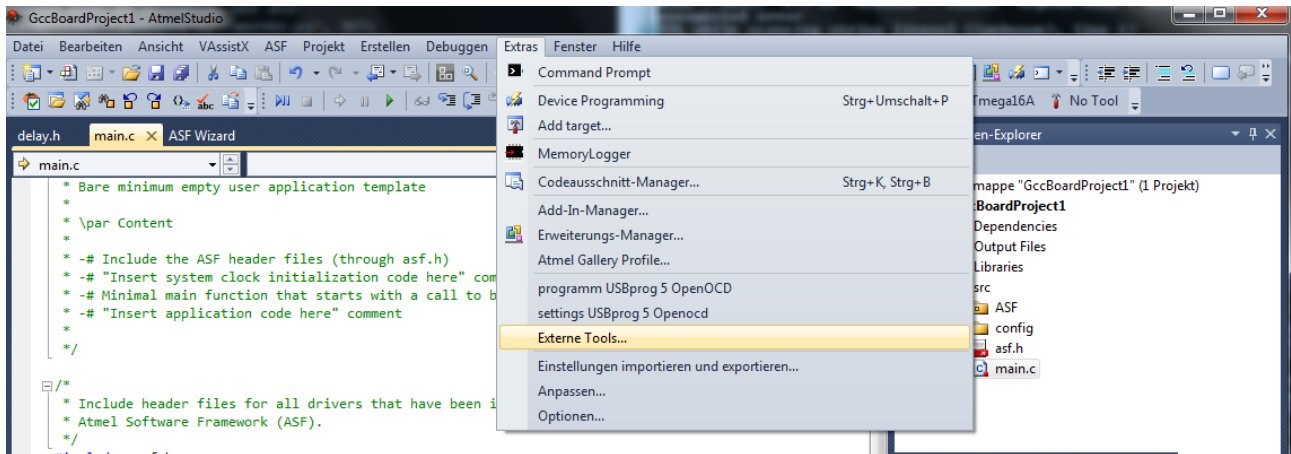 GccBoardProject1 - AtmelStudio
Datei Bearbeiten Ansicht VAssistX ASF Projekt Erstellen Debuggen Extras Fenster Hilfe
Command Prompt
Device Programming Strg+Umschalt+P
Tmega16A No Tool
Add target...
delay.h main.c ASF Wizard
en-Explorer
MemoryLogger
main.c
Codeausschnitt-Manager... Strg+K, Strg+B
mappe "GccBoardProject1" (1 Projekt)
cBoardProject1
Add-In-Manager...
Dependencies
Erweiterungs-Manager...
Output Files
Atmel Gallery Profile...
Libraries
programm USBprog 5 OpenOCD
src
settings USBprog 5 Openocd
ASF
Externe Tools...
config
asf.h
Einstellungen importieren und exportieren...
main.c
Anpassen...
Optionen...
* Bare minimum empty user application template
*
* \par Content
*
* -# Include the ASF header files (through asf.h)
* -# "Insert system clock initialization code here" com
* -# Minimal main function that starts with a call to b
* -# "Insert application code here" comment
*
*/
/*
* Include header files for all drivers that have been i
* Atmel Software Framework (ASF).
*/